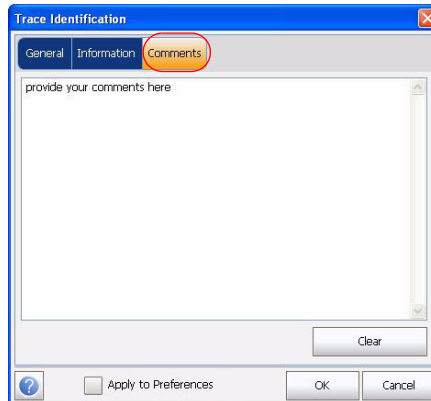 Trace Identification
General Information Comments
provide your comments here
Clear
? Apply to Preferences OK Cancel